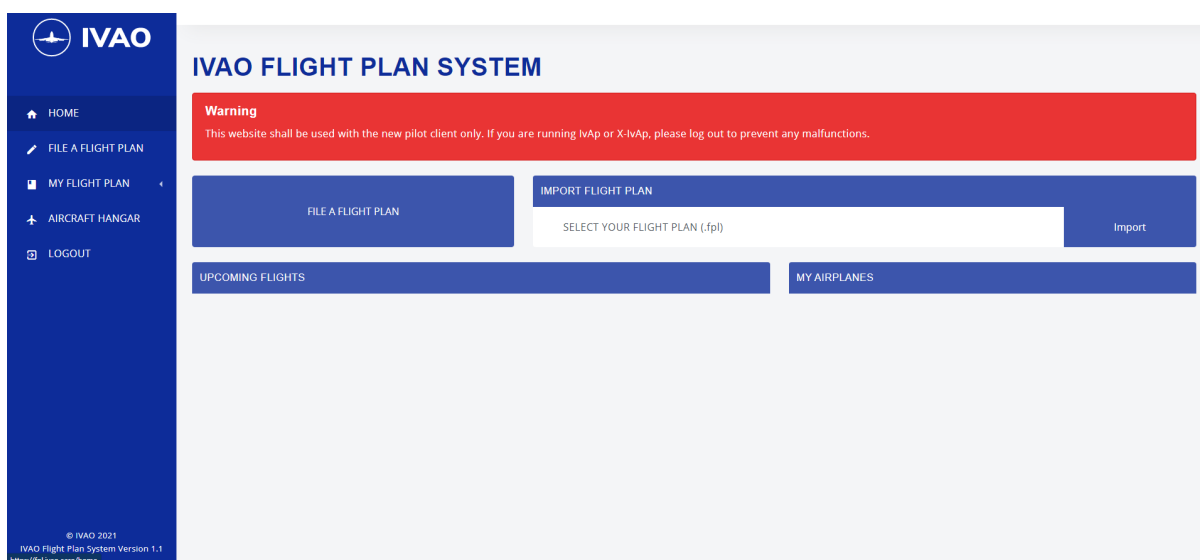 IVAO
HOME
FILE A FLIGHT PLAN
MY FLIGHT PLAN
AIRCRAFT HANGAR
LOGOUT
© IVAO 2021
IVAO Flight Plan System Version 1.1
IVAO FLIGHT PLAN SYSTEM
Warning
This website shall be used with the new pilot client only. If you are running IvAp or X-IvAp, please log out to prevent any malfunctions.
FILE A FLIGHT PLAN
IMPORT FLIGHT PLAN
SELECT YOUR FLIGHT PLAN (.fpl)
Import
UPCOMING FLIGHTS
MY AIRPLANES